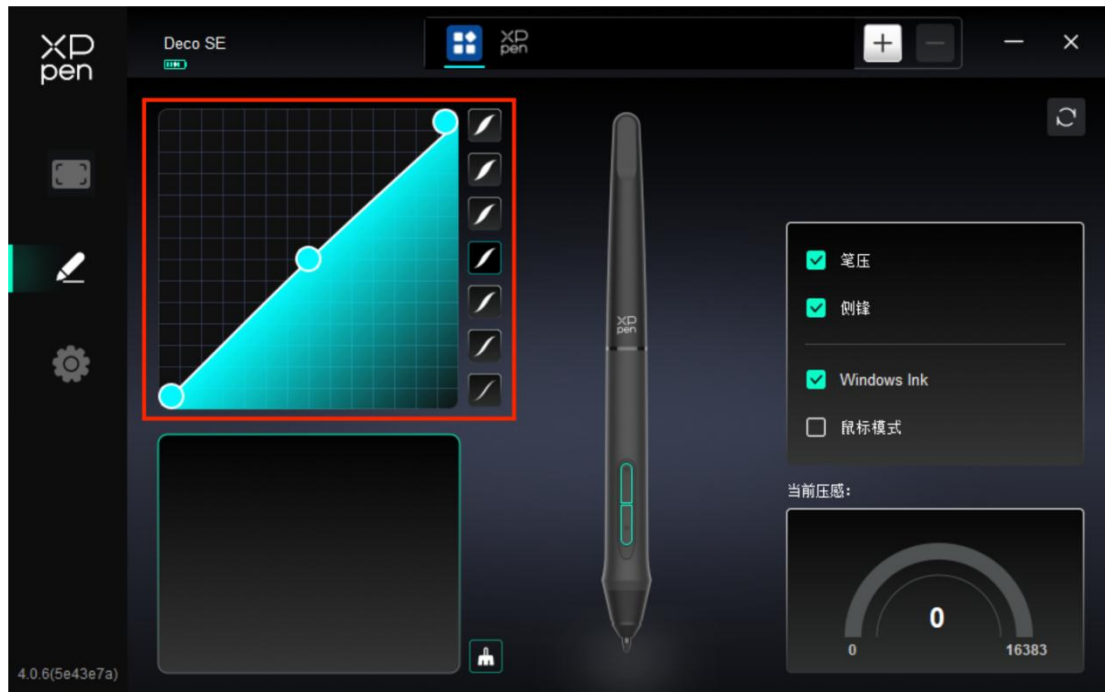 XP
pen
Deco SE
XP
pen
笔压
侧锋
XP
pen
Windows Ink
鼠标模式
当前压感：
0
0
16383
4.0.6(5e43e7a)